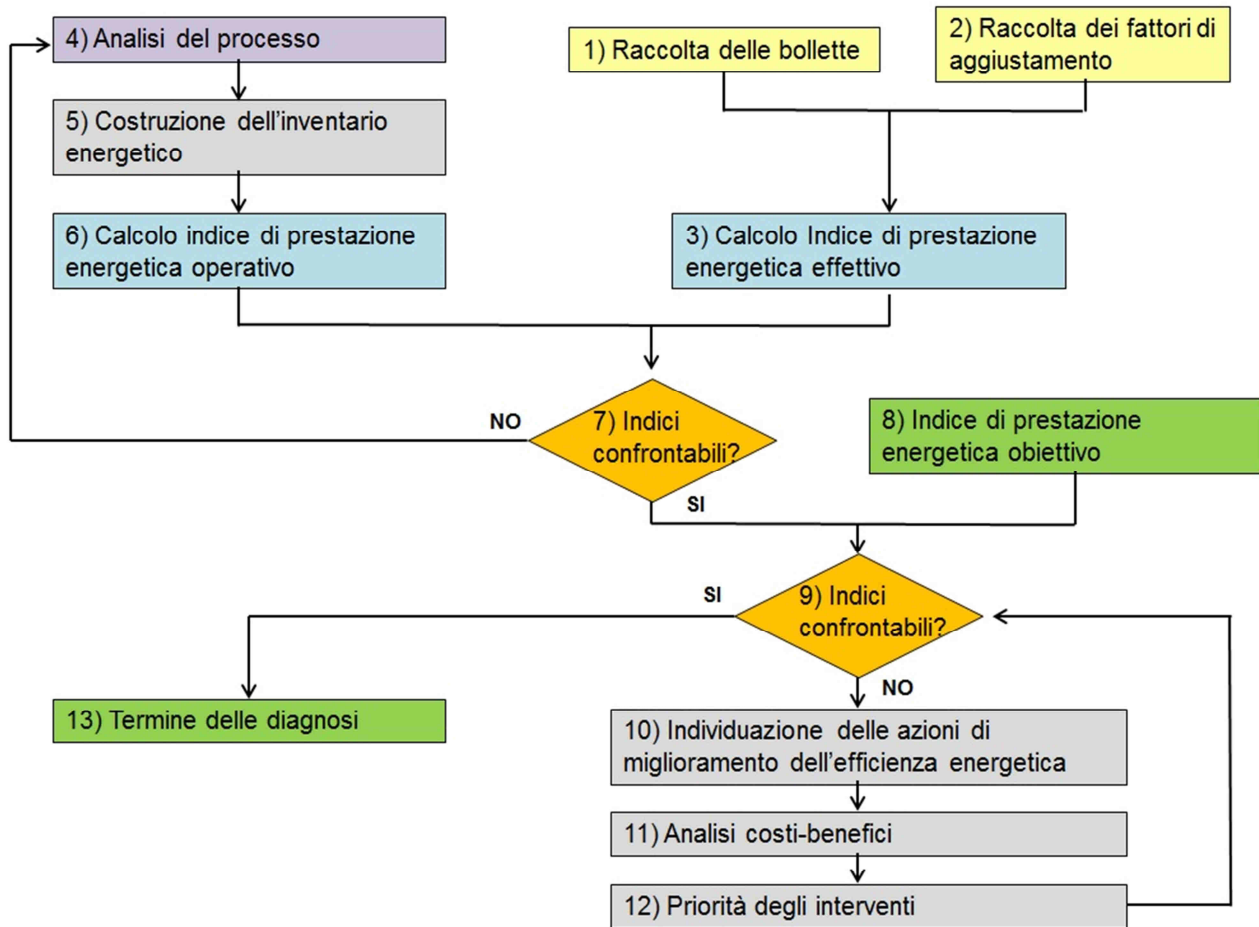 4) Analisi del processo
1) Raccolta delle bollette
2) Raccolta dei fattori di
aggiustamento
5) Costruzione dell'inventario
energetico
6) Calcolo indice di prestazione
energetica operativo
3) Calcolo Indice di prestazione
energetica effettivo
NO
7) Indici
confrontabili?
SI
8) Indice di prestazione
energetica obiettivo
SI
9) Indici
confrontabili?
NO
13) Termine delle diagnosi
10) Individuazione delle azioni di
miglioramento dell'efficienza energetica
11) Analisi costi-benefici
12) Priorità degli interventi